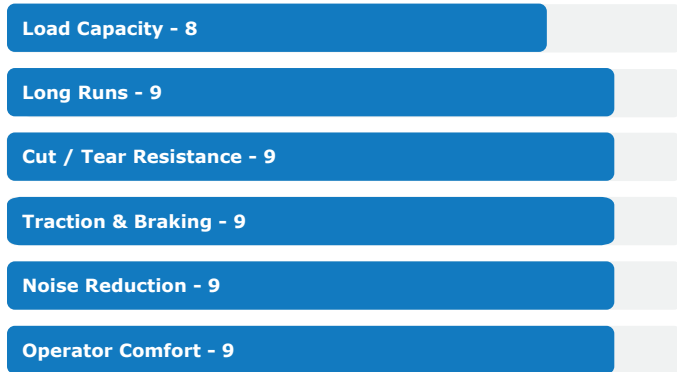 Load Capacity - 8
Long Runs - 9
Cut / Tear Resistance - 9
Traction & Braking - 9
Noise Reduction - 9
Operator Comfort - 9